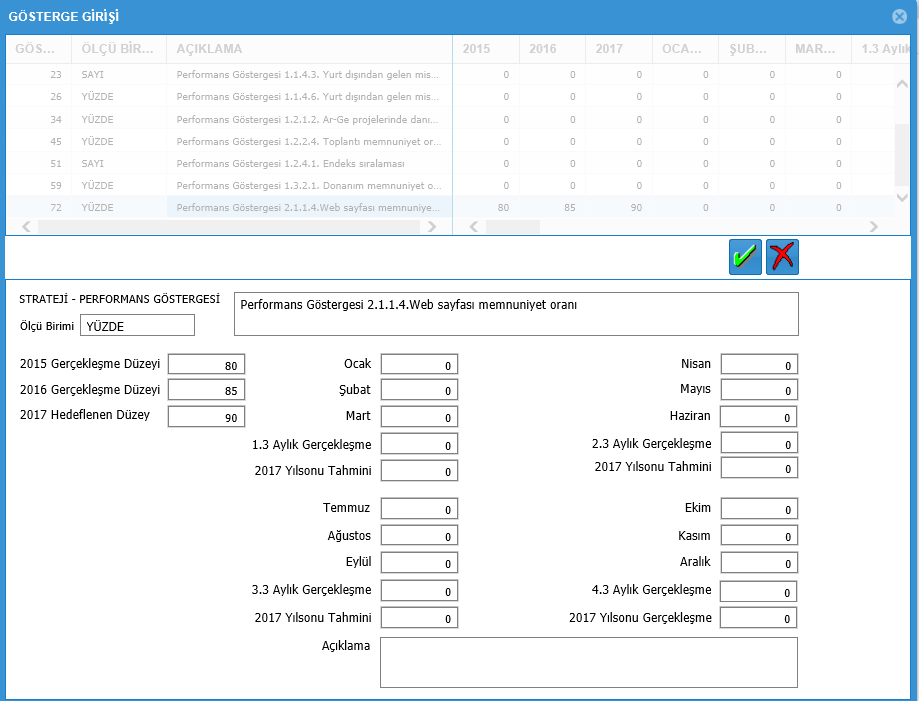 GÖSTERGE GİRİŞİ
GÖS... ÖLÇÜ BİR... AÇIKLAMA 2015 2016 2017 OCA... ŞUB... MAR... 1.3 Aylık
23 SAYI Performans Göstergesi 1.1.4.3. Yurt dışından gelen mis... 0 0 0 0 0 0
26 YÜZDE Performans Göstergesi 1.1.4.6. Yurt dışından gelen mis... 0 0 0 0 0 0
34 YÜZDE Performans Göstergesi 1.2.1.2. Ar-Ge projelerinde danı... 0 0 0 0 0 0
45 YÜZDE Performans Göstergesi 1.2.2.4. Toplantı memnuniyet or... 0 0 0 0 0 0
51 SAYI Performans Göstergesi 1.2.4.1. Endeks sıralaması 0 0 0 0 0 0
59 YÜZDE Performans Göstergesi 1.3.2.1. Donanım memnuniyet o... 0 0 0 0 0 0
72 YÜZDE Performans Göstergesi 2.1.1.4.Web sayfası memnuniye... 80 85 90 0 0 0
STRATEJİ - PERFORMANS GÖSTERGESİ Performans Göstergesi 2.1.1.4.Web sayfası memnuniyet oranı
Ölçü Birimi YÜZDE
2015 Gerçekleşme Düzeyi 80 Ocak 0 Nisan 0
2016 Gerçekleşme Düzeyi 85 Şubat 0 Mayıs 0
2017 Hedeflenen Düzey 90 Mart 0 Haziran 0
1.3 Aylık Gerçekleşme 0 2.3 Aylık Gerçekleşme 0
2017 Yılsonu Tahmini 0 2017 Yılsonu Tahmini 0
Temmuz 0 Ekim 0
Ağustos 0 Kasım 0
Eylül 0 Aralık 0
3.3 Aylık Gerçekleşme 0 4.3 Aylık Gerçekleşme 0
2017 Yılsonu Tahmini 0 2017 Yılsonu Gerçekleşme 0
Açıklama